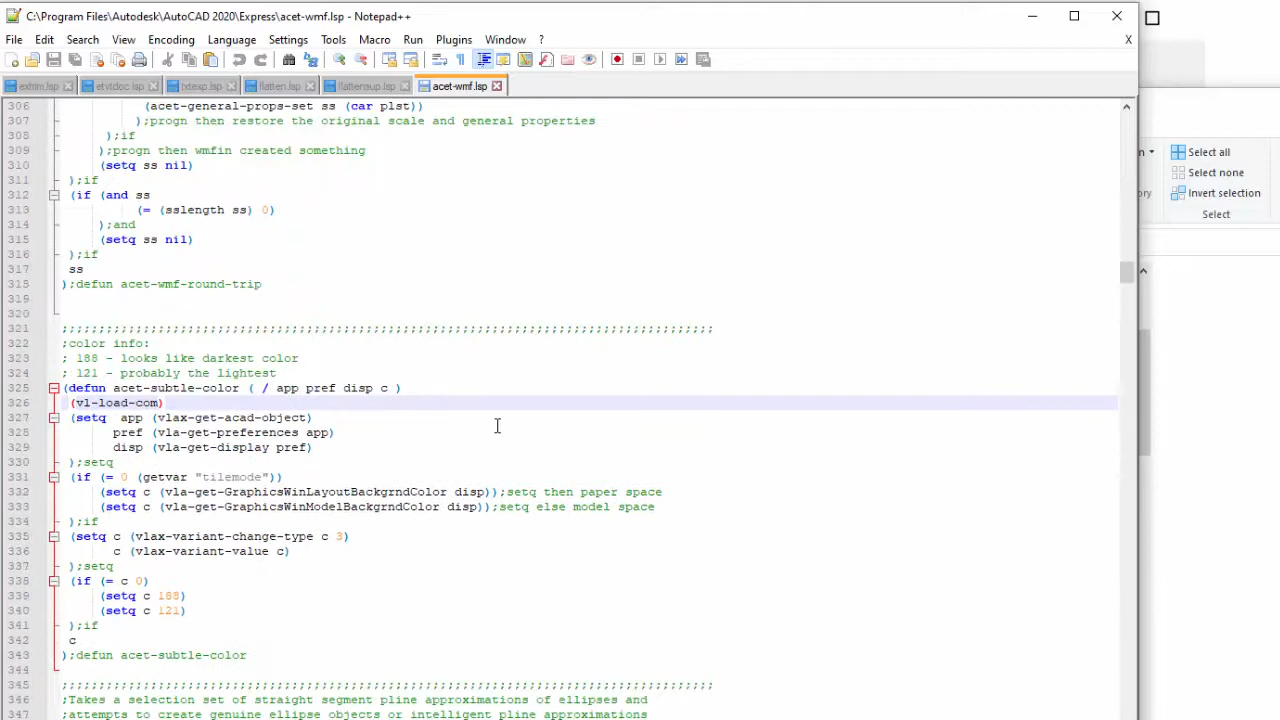 C:\Program Files\Autodesk\AutoCAD 2020\Express\acet-wmf.lsp - Notepad++
File Edit Search View Encoding Language Settings Tools Macro Run Plugins Window ? X
exhtm.lsp etvtdoc.lsp txtexp.lsp flatten.lsp flattensup.lsp acet-wmf.lsp
306 (acet-general-props-set ss (car plst))
307 );progn then restore the original scale and general properties
308 );if
309 );progn then wmfin created something
310 (setq ss nil)
311 );if
312 (if (and ss
313 (= (sslength ss) 0)
314 );and
315 (setq ss nil)
316 );if
317 ss
318 );defun acet-wmf-round-trip
319
320
321 ;;;;;;;;;;;;;;;;;;;;;;;;;;;;;;;;;;;;;;;;;;;;;;;;;;;;;;;;;;;;;;;;;;;;;;;;;;;;;;;;;;;;;;;;
322 ;color info:
323 ; 188 - looks like darkest color
324 ; 121 - probably the lightest
325 (defun acet-subtle-color ( / app pref disp c )
326 (vl-load-com)
327 (setq app (vlax-get-acad-object)
328 pref (vla-get-preferences app)
329 disp (vla-get-display pref)
330 );setq
331 (if (= 0 (getvar "tilemode"))
332 (setq c (vla-get-GraphicsWinLayoutBackgrndColor disp));setq then paper space
333 (setq c (vla-get-GraphicsWinModelBackgrndColor disp));setq else model space
334 );if
335 (setq c (vlax-variant-change-type c 3)
336 c (vlax-variant-value c)
337 );setq
338 (if (= c 0)
339 (setq c 188)
340 (setq c 121)
341 );if
342 c
343 );defun acet-subtle-color
344
345 ;;;;;;;;;;;;;;;;;;;;;;;;;;;;;;;;;;;;;;;;;;;;;;;;;;;;;;;;;;;;;;;;;;;;;;;;;;;;;;;;;;;;;;;;
346 ;Takes a selection set of straight segment pline approximations of ellipses and
347 ;attempts to create genuine ellipse objects or intelligent pline approximations
Select all
Select none
Invert selection
Select